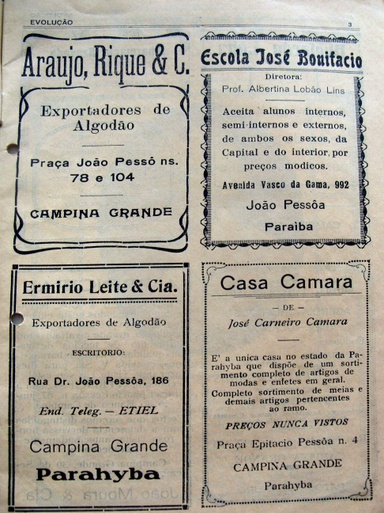 EVOLUÇÃO
3
Araujo, Rique & C.
Exportadores de
Algodão
Praça João Pessô ns.
78 e 104
CAMPINA GRANDE
Escola José Bonifacio
Diretora:
Prof. Albertina Lobão Lins
Aceita alunos internos,
semi-internos e externos,
de ambos os sexos, da
Capital e do interior, por
preços modicos.
Avenida Vasco da Gama, 992
João Pessôa
Paraìba
Ermirio Leite & Cia.
Exportadores de Algodão
ESCRITORIO:
Rua Dr. João Pessôa, 186
End. Teleg. — ETIEL
Campina Grande
Parahyba
Casa Camara
— DE —
José Carneiro Camara
E' a unica casa no estado da Pa-
rahyba que dispõe de um sorti-
mento completo de artigos de
modas e enfetes em geral.
Completo sortimento de meias e
demais artigos pertencentes
ao ramo.
PREÇOS NUNCA VISTOS
Praça Epitacio Pessôa n. 4
CAMPINA GRANDE
Parahyba